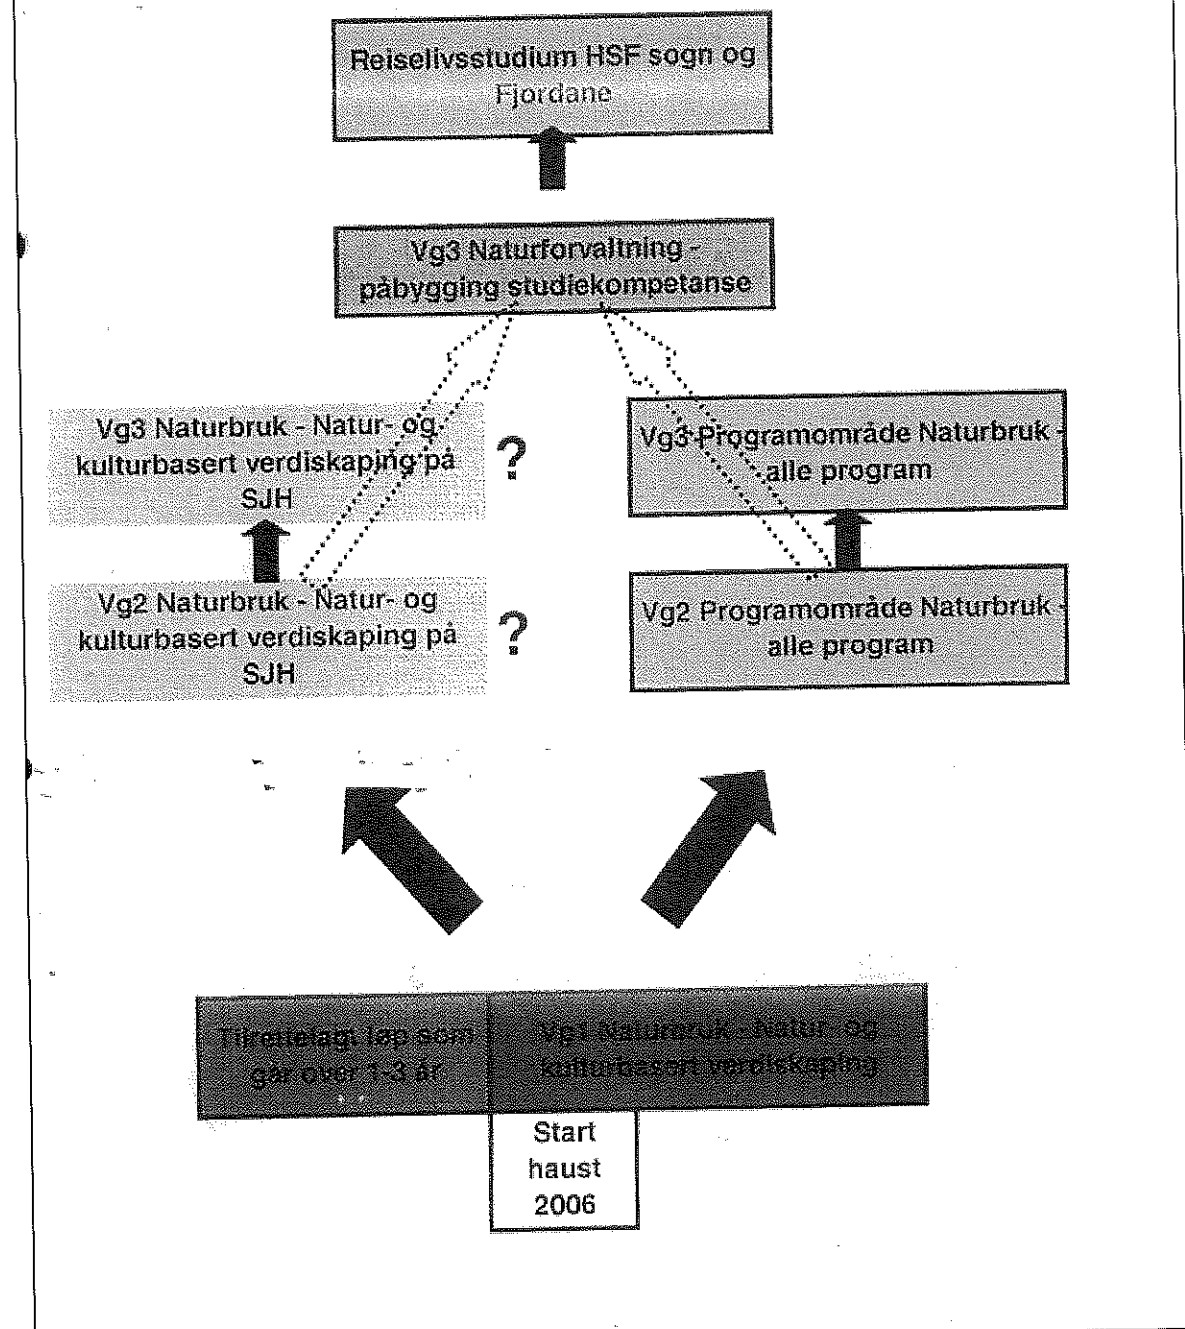 Reiselivsstudium HSF sogn og
Fjordane
Vg3 Naturforvaltning -
påbygging studiekompetanse
Vg3 Naturbruk - Natur- og
kulturbasert verdiskaping på
SJH
?
Vg3 Programområde Naturbruk -
alle program
Vg2 Naturbruk - Natur- og
kulturbasert verdiskaping på
SJH
?
Vg2 Programområde Naturbruk -
alle program
Tilrettelagt løp som
går over 1-3 år
Vg1 Naturbruk - Natur- og
kulturbasert verdiskaping
Start
haust
2006